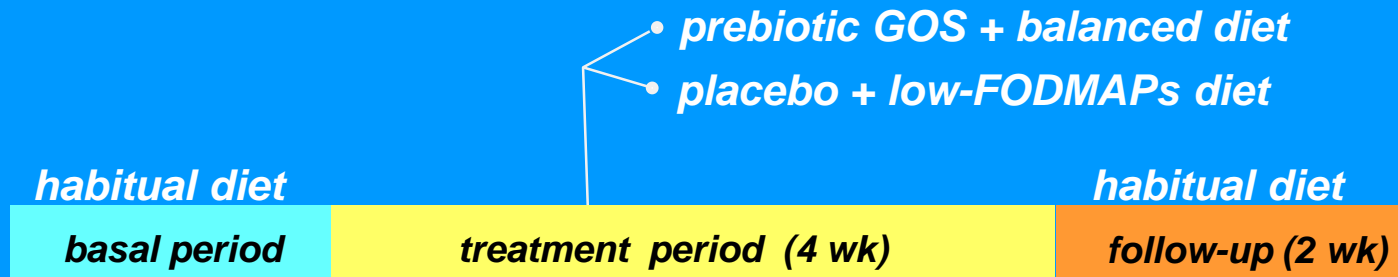 prebiotic GOS + balanced diet
placebo + low-FODMAPs diet
habitual diet
habitual diet
basal period
treatment period (4 wk)
follow-up (2 wk)